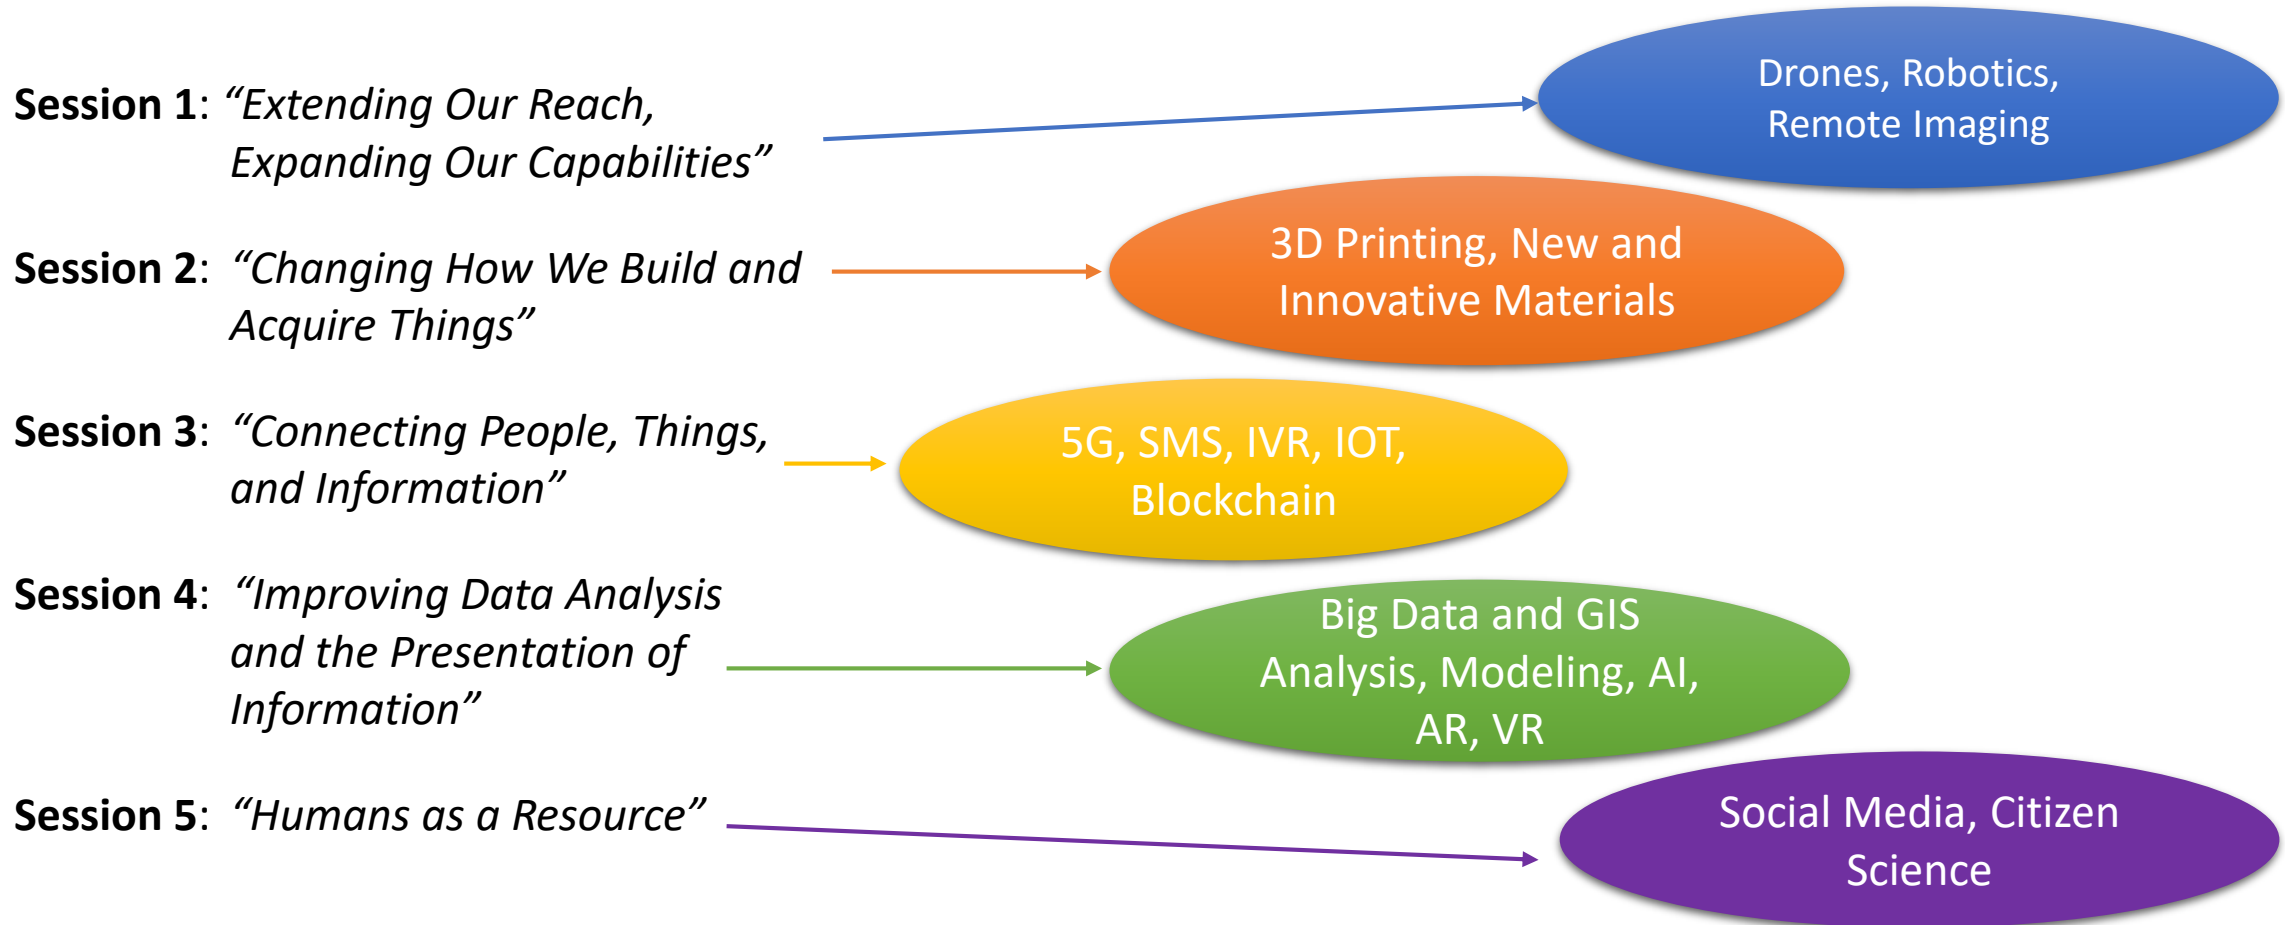 Session 1: “Extending Our Reach,
Expanding Our Capabilities”
Drones, Robotics,
Remote Imaging
Session 2: “Changing How We Build and
Acquire Things”
3D Printing, New and
Innovative Materials
Session 3: “Connecting People, Things,
and Information”
5G, SMS, IVR, IOT,
Blockchain
Session 4: “Improving Data Analysis
and the Presentation of
Information”
Big Data and GIS
Analysis, Modeling, AI,
AR, VR
Session 5: “Humans as a Resource”
Social Media, Citizen
Science